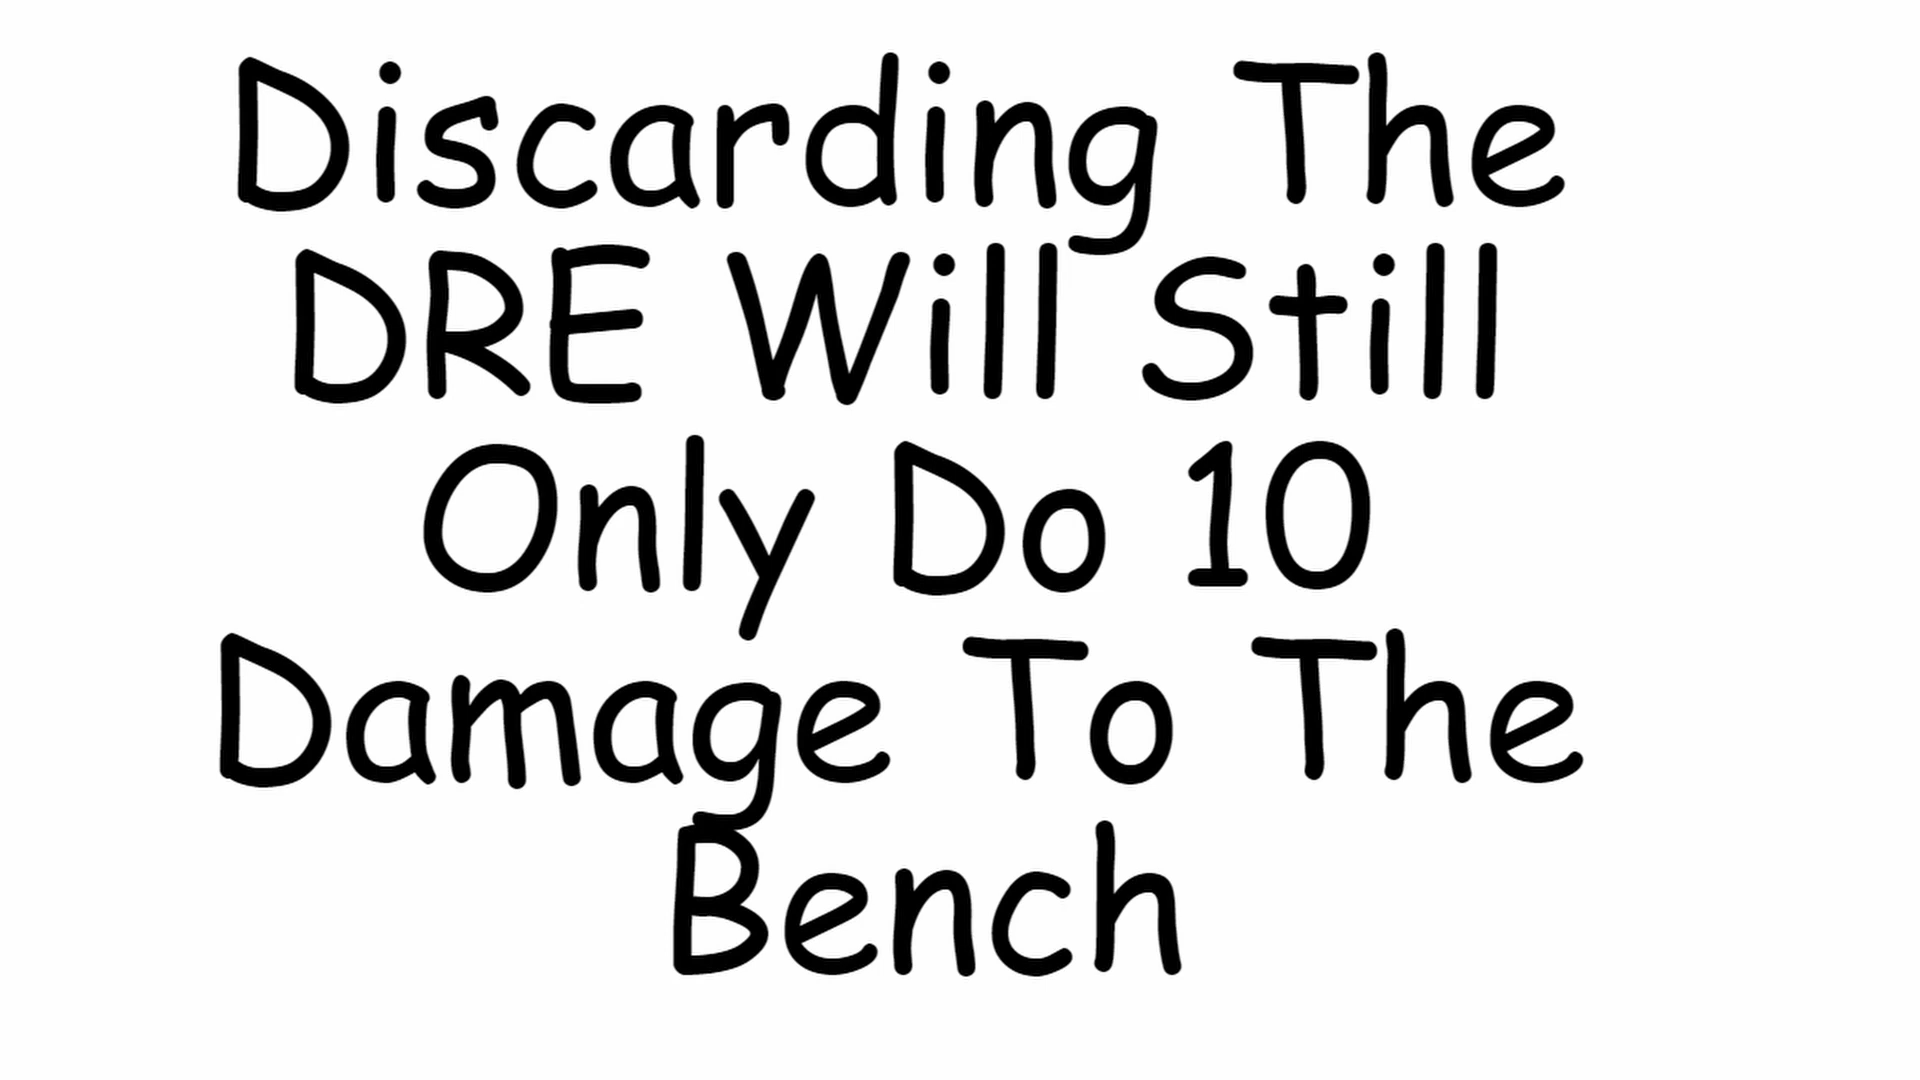 Discarding The
DRE Will Still
Only Do 10
Damage To The
Bench